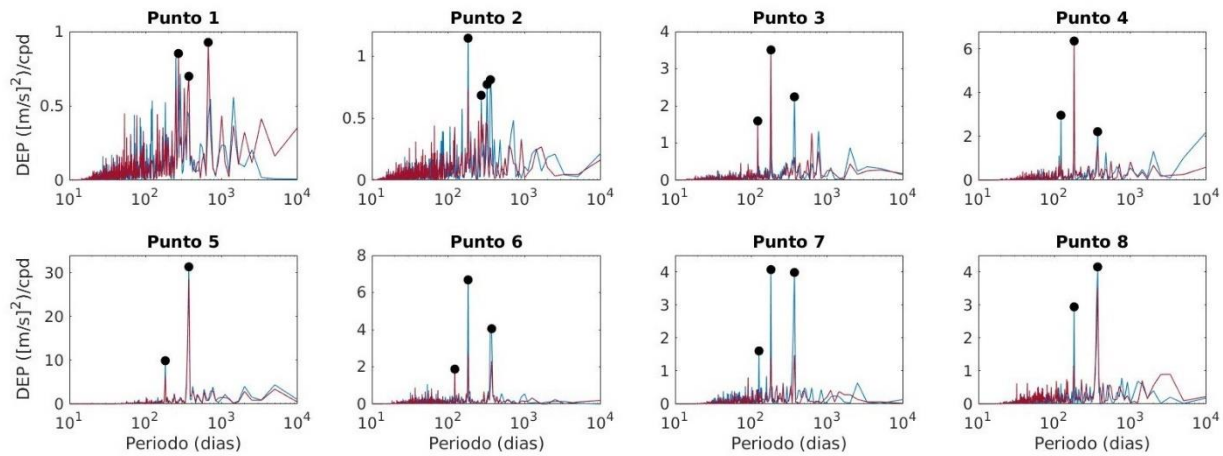 Punto 1
DEP ([m/s]²)/cpd
1
0.5
0
10¹ 10² 10³ 10⁴
Punto 2
1
0.5
0
10¹ 10² 10³ 10⁴
Punto 3
4
3
2
1
0
10¹ 10² 10³ 10⁴
Punto 4
6
4
2
0
10¹ 10² 10³ 10⁴
Punto 5
DEP ([m/s]²)/cpd
30
20
10
0
10¹ 10² 10³ 10⁴
Periodo (dias)
Punto 6
8
6
4
2
0
10¹ 10² 10³ 10⁴
Periodo (dias)
Punto 7
4
3
2
1
0
10¹ 10² 10³ 10⁴
Periodo (dias)
Punto 8
4
3
2
1
0
10¹ 10² 10³ 10⁴
Periodo (dias)